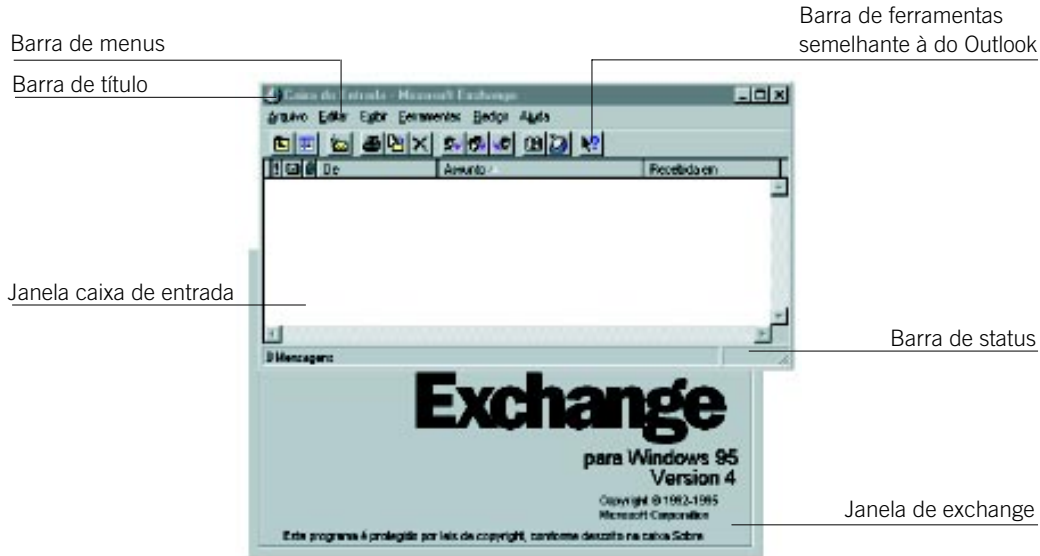 Barra de ferramentas
semelhante à do Outlook
Barra de menus
Barra de título
Caixa de Entrada - Microsoft Exchange
Arquivo Editar Exibir Ferramentas Redigir Ajuda
De Assunto Recebida em
Janela caixa de entrada
Barra de status
0 Mensagens
Exchange
para Windows 95
Version 4
Copyright © 1992-1995
Microsoft Corporation
Janela de exchange
Este programa é protegido por leis de copyright, conforme descrito na caixa Sobre